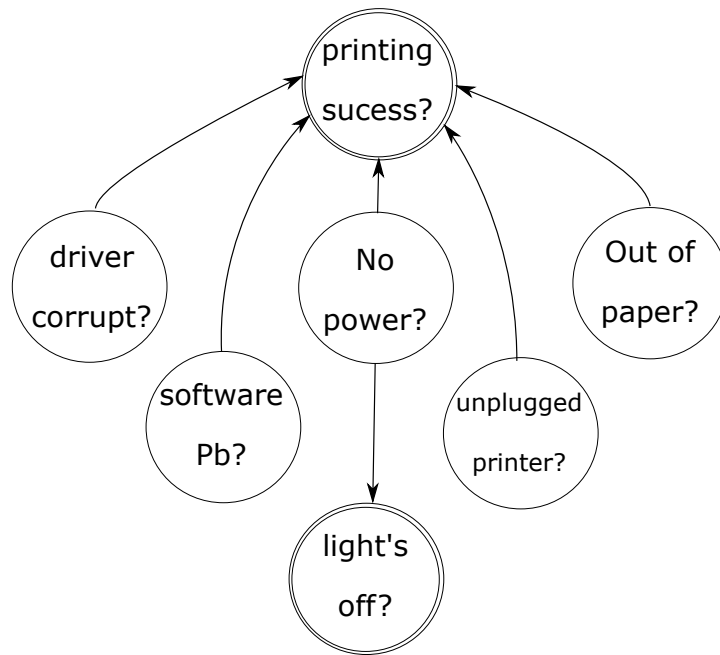 printing
sucess?
driver
corrupt?
No
power?
Out of
paper?
software
Pb?
unplugged
printer?
light's
off?